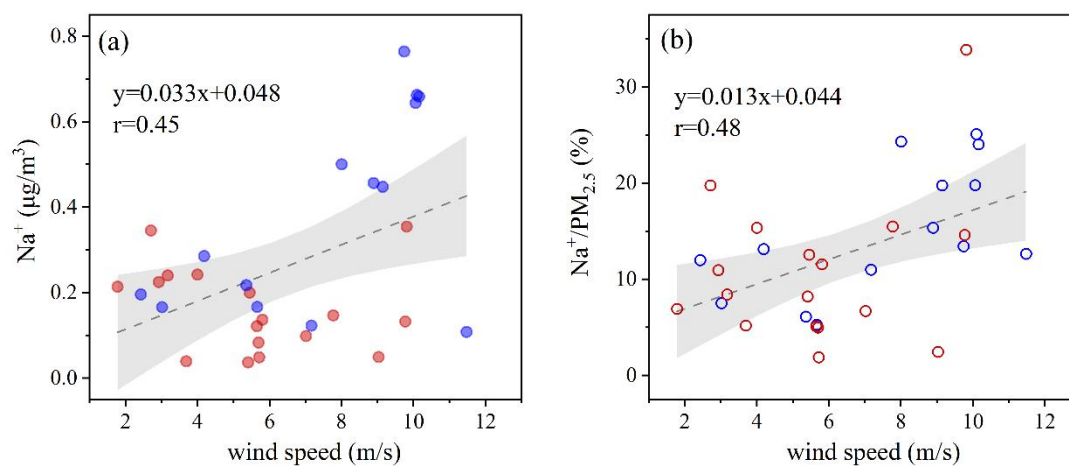 (a)
y=0.033x+0.048
r=0.45
Na⁺ (μg/m³)
0.8
0.6
0.4
0.2
0.0
2 4 6 8 10 12
wind speed (m/s)
(b)
y=0.013x+0.044
r=0.48
Na⁺/PM₂.₅ (%)
30
20
10
0
2 4 6 8 10 12
wind speed (m/s)